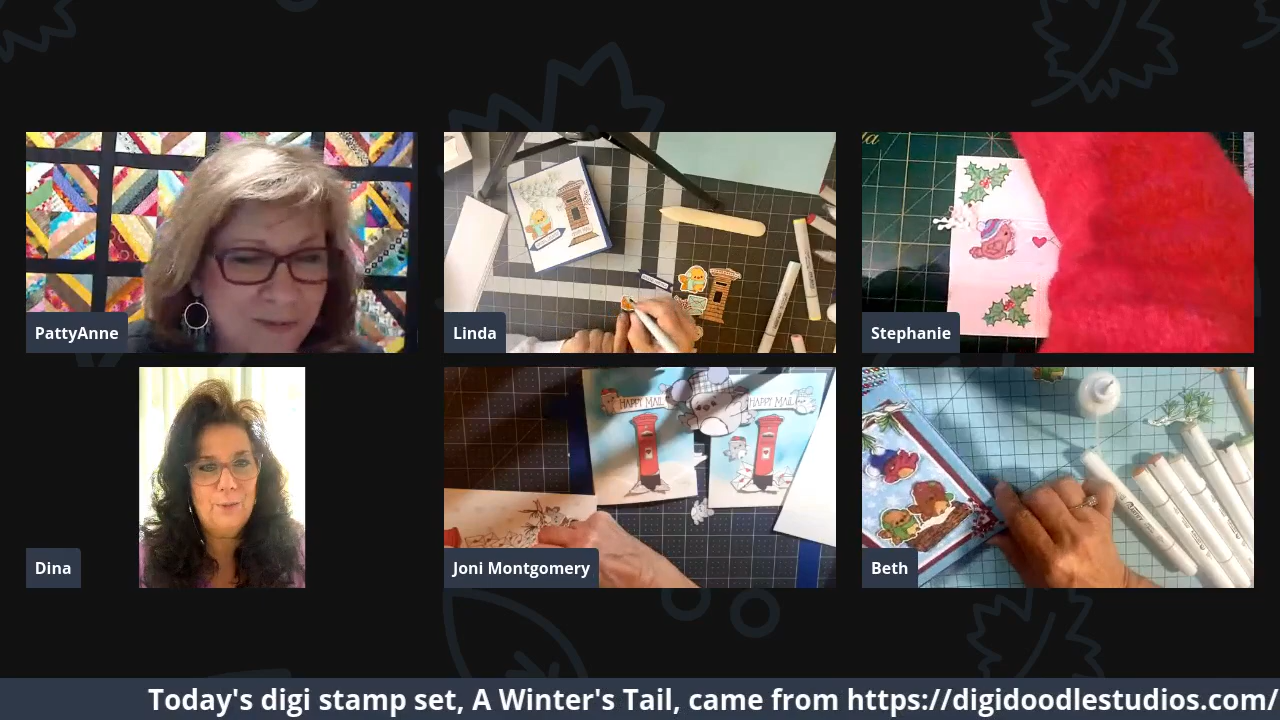 PattyAnne
Linda
Stephanie
HAPPY MAIL
HAPPY MAIL
Dina
Joni Montgomery
Beth
Today's digi stamp set, A Winter's Tail, came from https://digidoodlestudios.com/